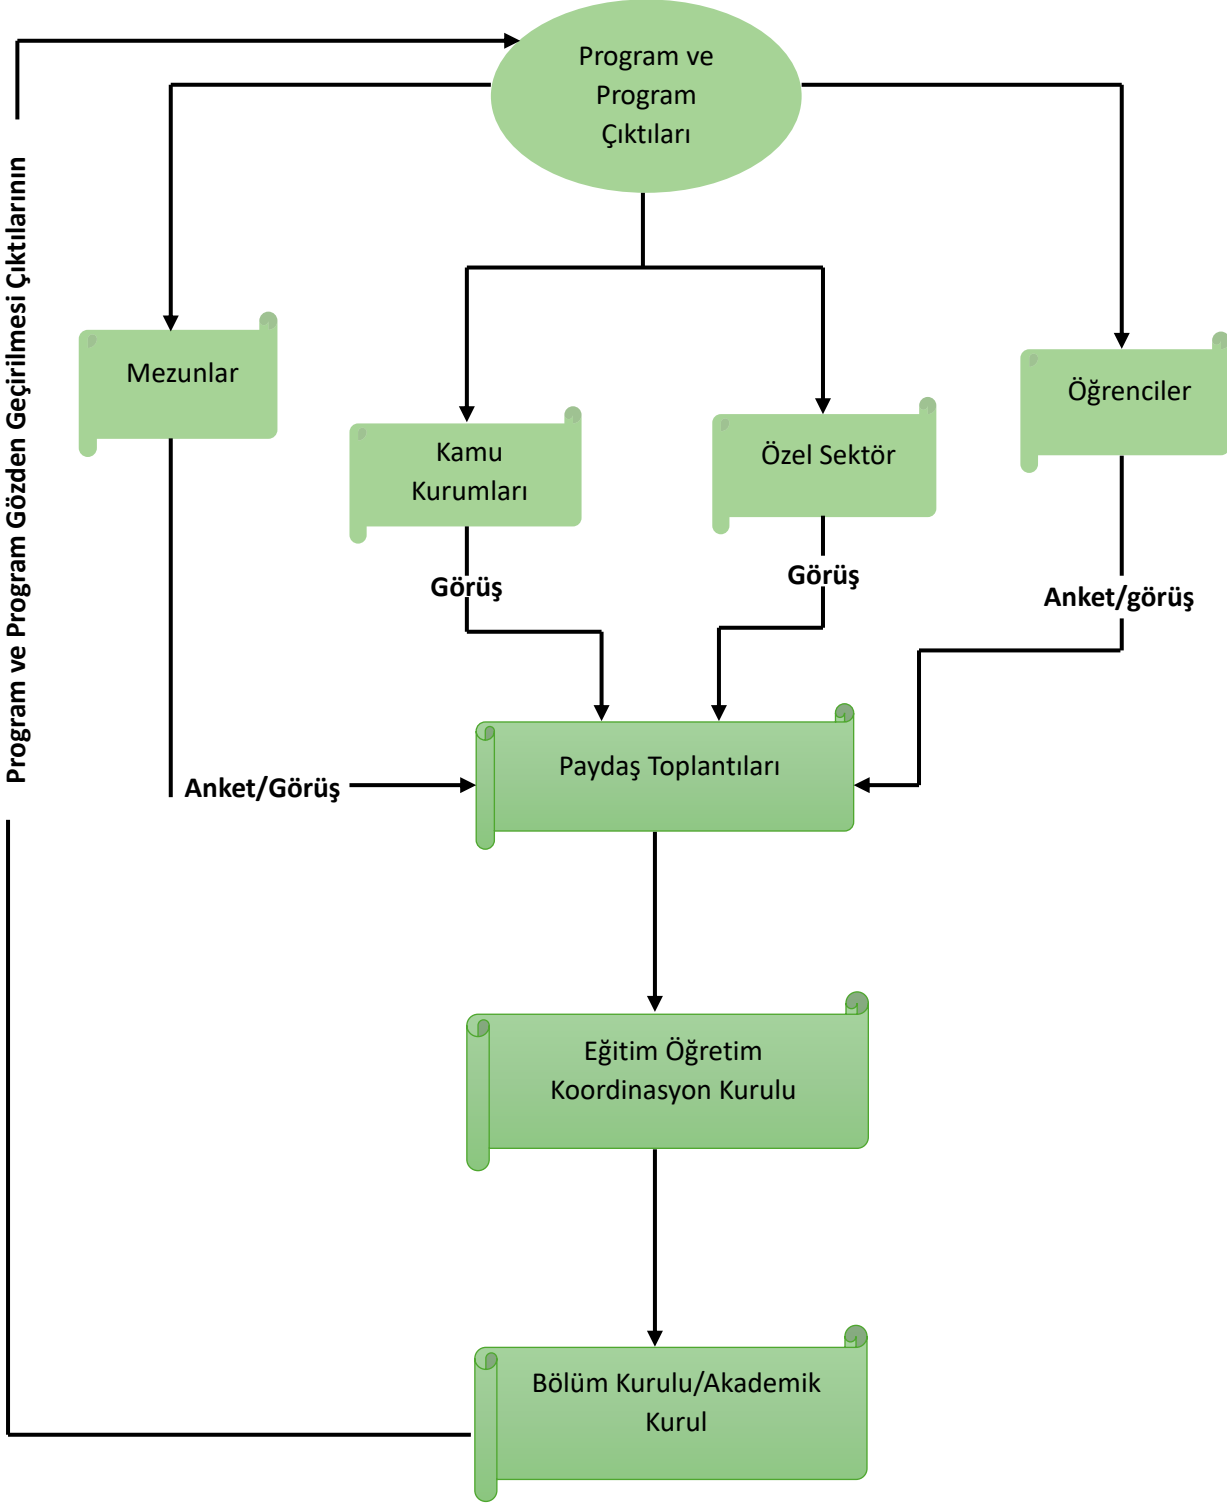 Program ve
Program
Çıktıları
Program ve Program Gözden Geçirilmesi Çıktılarının
Mezunlar
Öğrenciler
Kamu
Kurumları
Özel Sektör
Görüş
Görüş
Anket/görüş
Paydaş Toplantıları
Anket/Görüş
Eğitim Öğretim
Koordinasyon Kurulu
Bölüm Kurulu/Akademik
Kurul